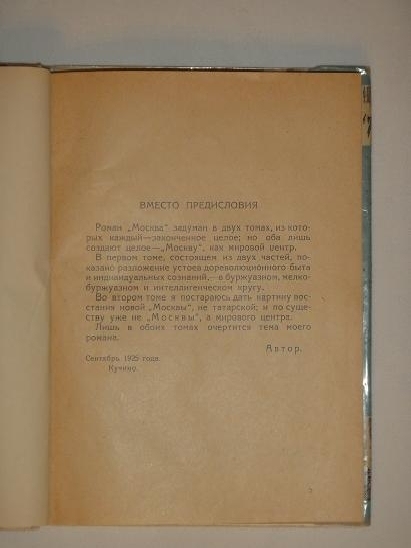 ВМЕСТО ПРЕДИСЛОВИЯ
Роман „Москва“ задуман в двух томах, из кото-
рых каждый—законченное целое; но оба лишь
создают целое—„Москву“, как мировой центр.
В первом томе, состоящем из двух частей, по-
казано разложение устоев дореволюционного быта
и индивидуальных сознаний,—в буржуазном, мелко-
буржуазном и интеллигенческом кругу.
Во втором томе я постараюсь дать картину вос-
стания новой „Москвы“, не татарской; и по суще-
ству уже не „Москвы“, а мирового центра.
Лишь в обоих томах очертится тема моего
романа.
Автор.
Сентябрь 1925 года.
Кучино.